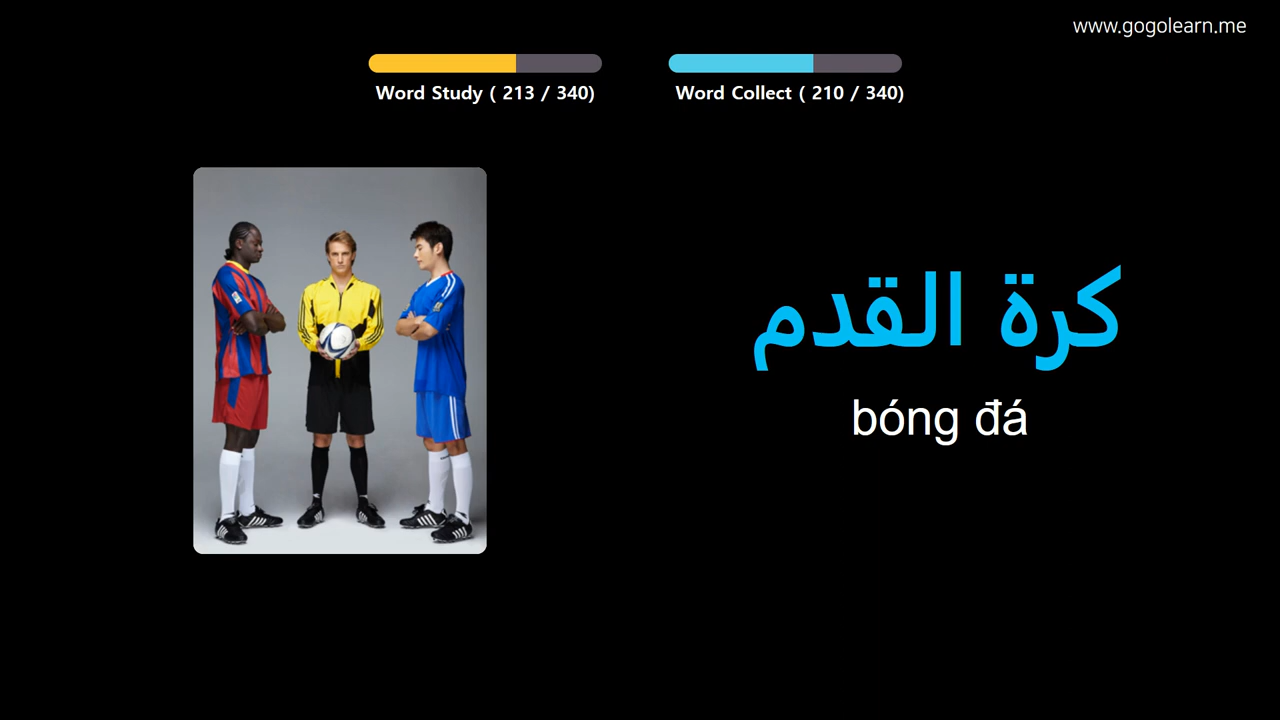 www.gogolearn.me
Word Study ( 213 / 340)
Word Collect ( 210 / 340)
كرة القدم
bóng đá